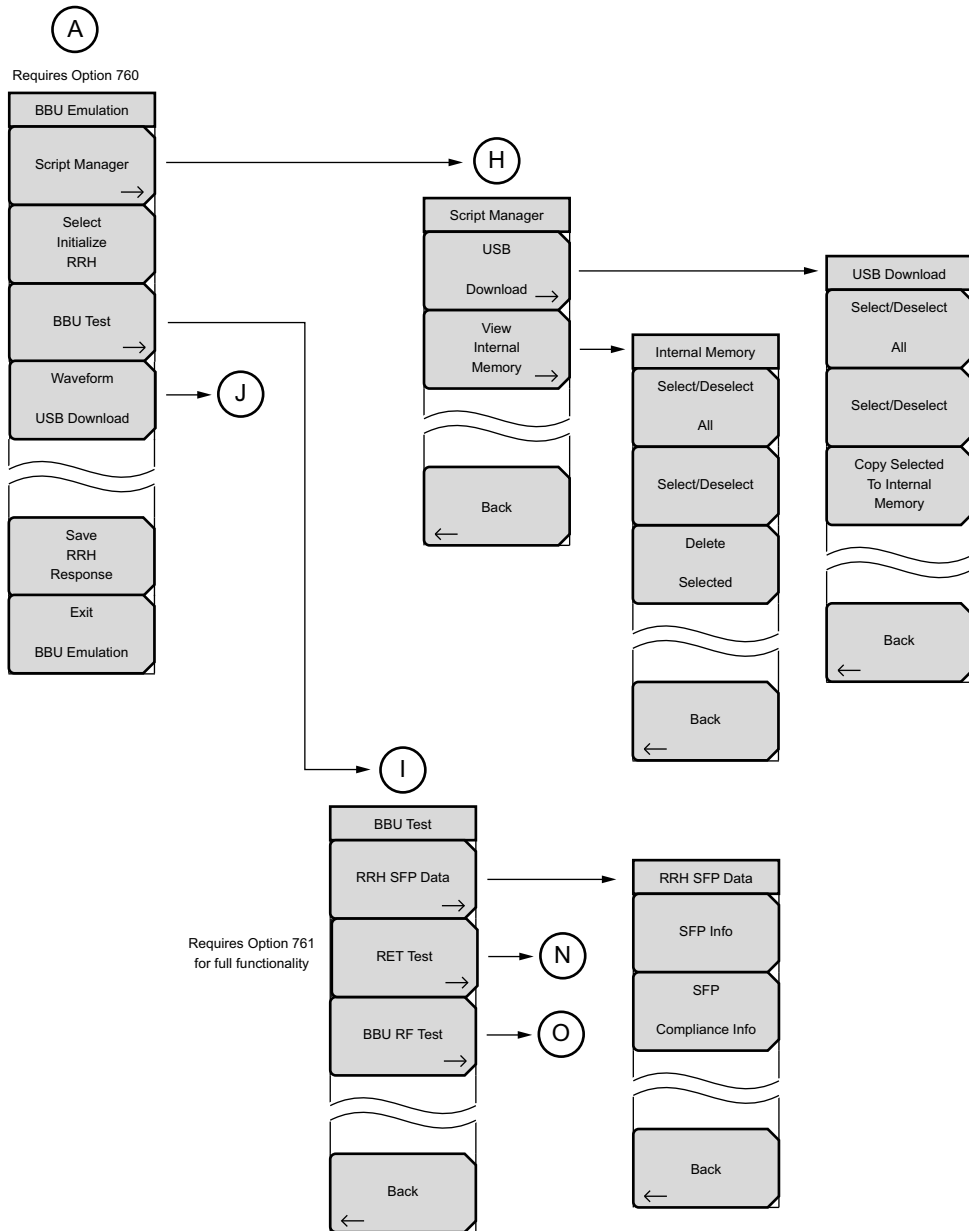 A
Requires Option 760
BBU Emulation
Script Manager
Select
Initialize
RRH
BBU Test
Waveform
USB Download
Save
RRH
Response
Exit
BBU Emulation
J
H
Script Manager
USB
Download
View
Internal
Memory
Back
Internal Memory
Select/Deselect
All
Select/Deselect
Delete
Selected
Back
USB Download
Select/Deselect
All
Select/Deselect
Copy Selected
To Internal
Memory
Back
I
BBU Test
RRH SFP Data
Requires Option 761
for full functionality
RET Test
BBU RF Test
Back
N
O
RRH SFP Data
SFP Info
SFP
Compliance Info
Back